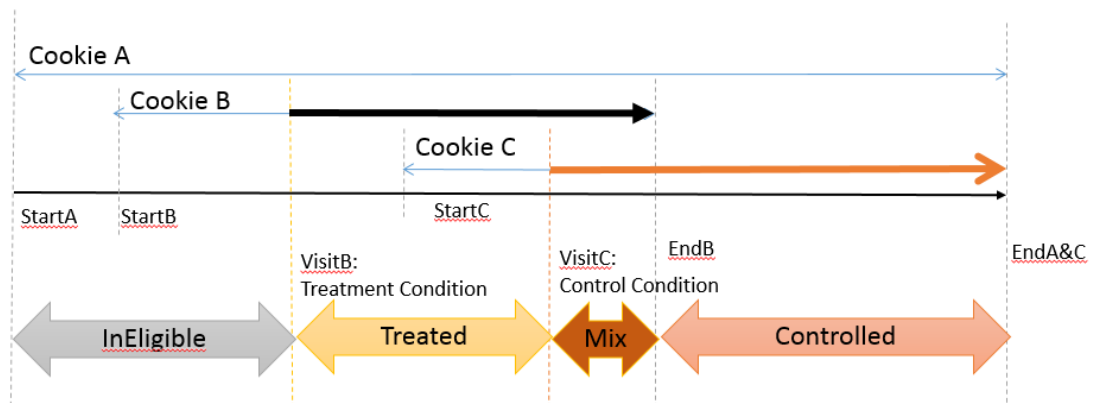 Cookie A
Cookie B
Cookie C
StartA
StartB
StartC
VisitB:
Treatment Condition
VisitC:
Control Condition
EndB
EndA&C
InEligible
Treated
Mix
Controlled